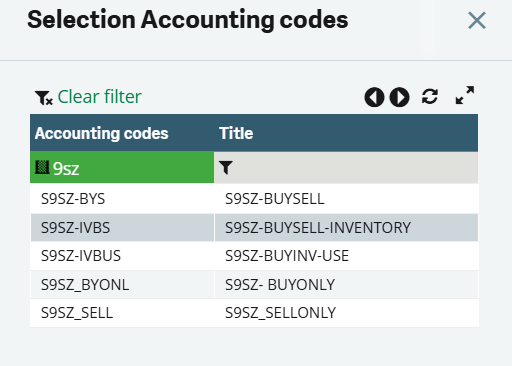 Selection Accounting codes
Clear filter
Accounting codes Title
9sz
S9SZ-BYS S9SZ-BUYSELL
S9SZ-IVBS S9SZ-BUYSELL-INVENTORY
S9SZ-IVBUS S9SZ-BUYINV-USE
S9SZ_BYONL S9SZ- BUYONLY
S9SZ_SELL S9SZ_SELLONLY